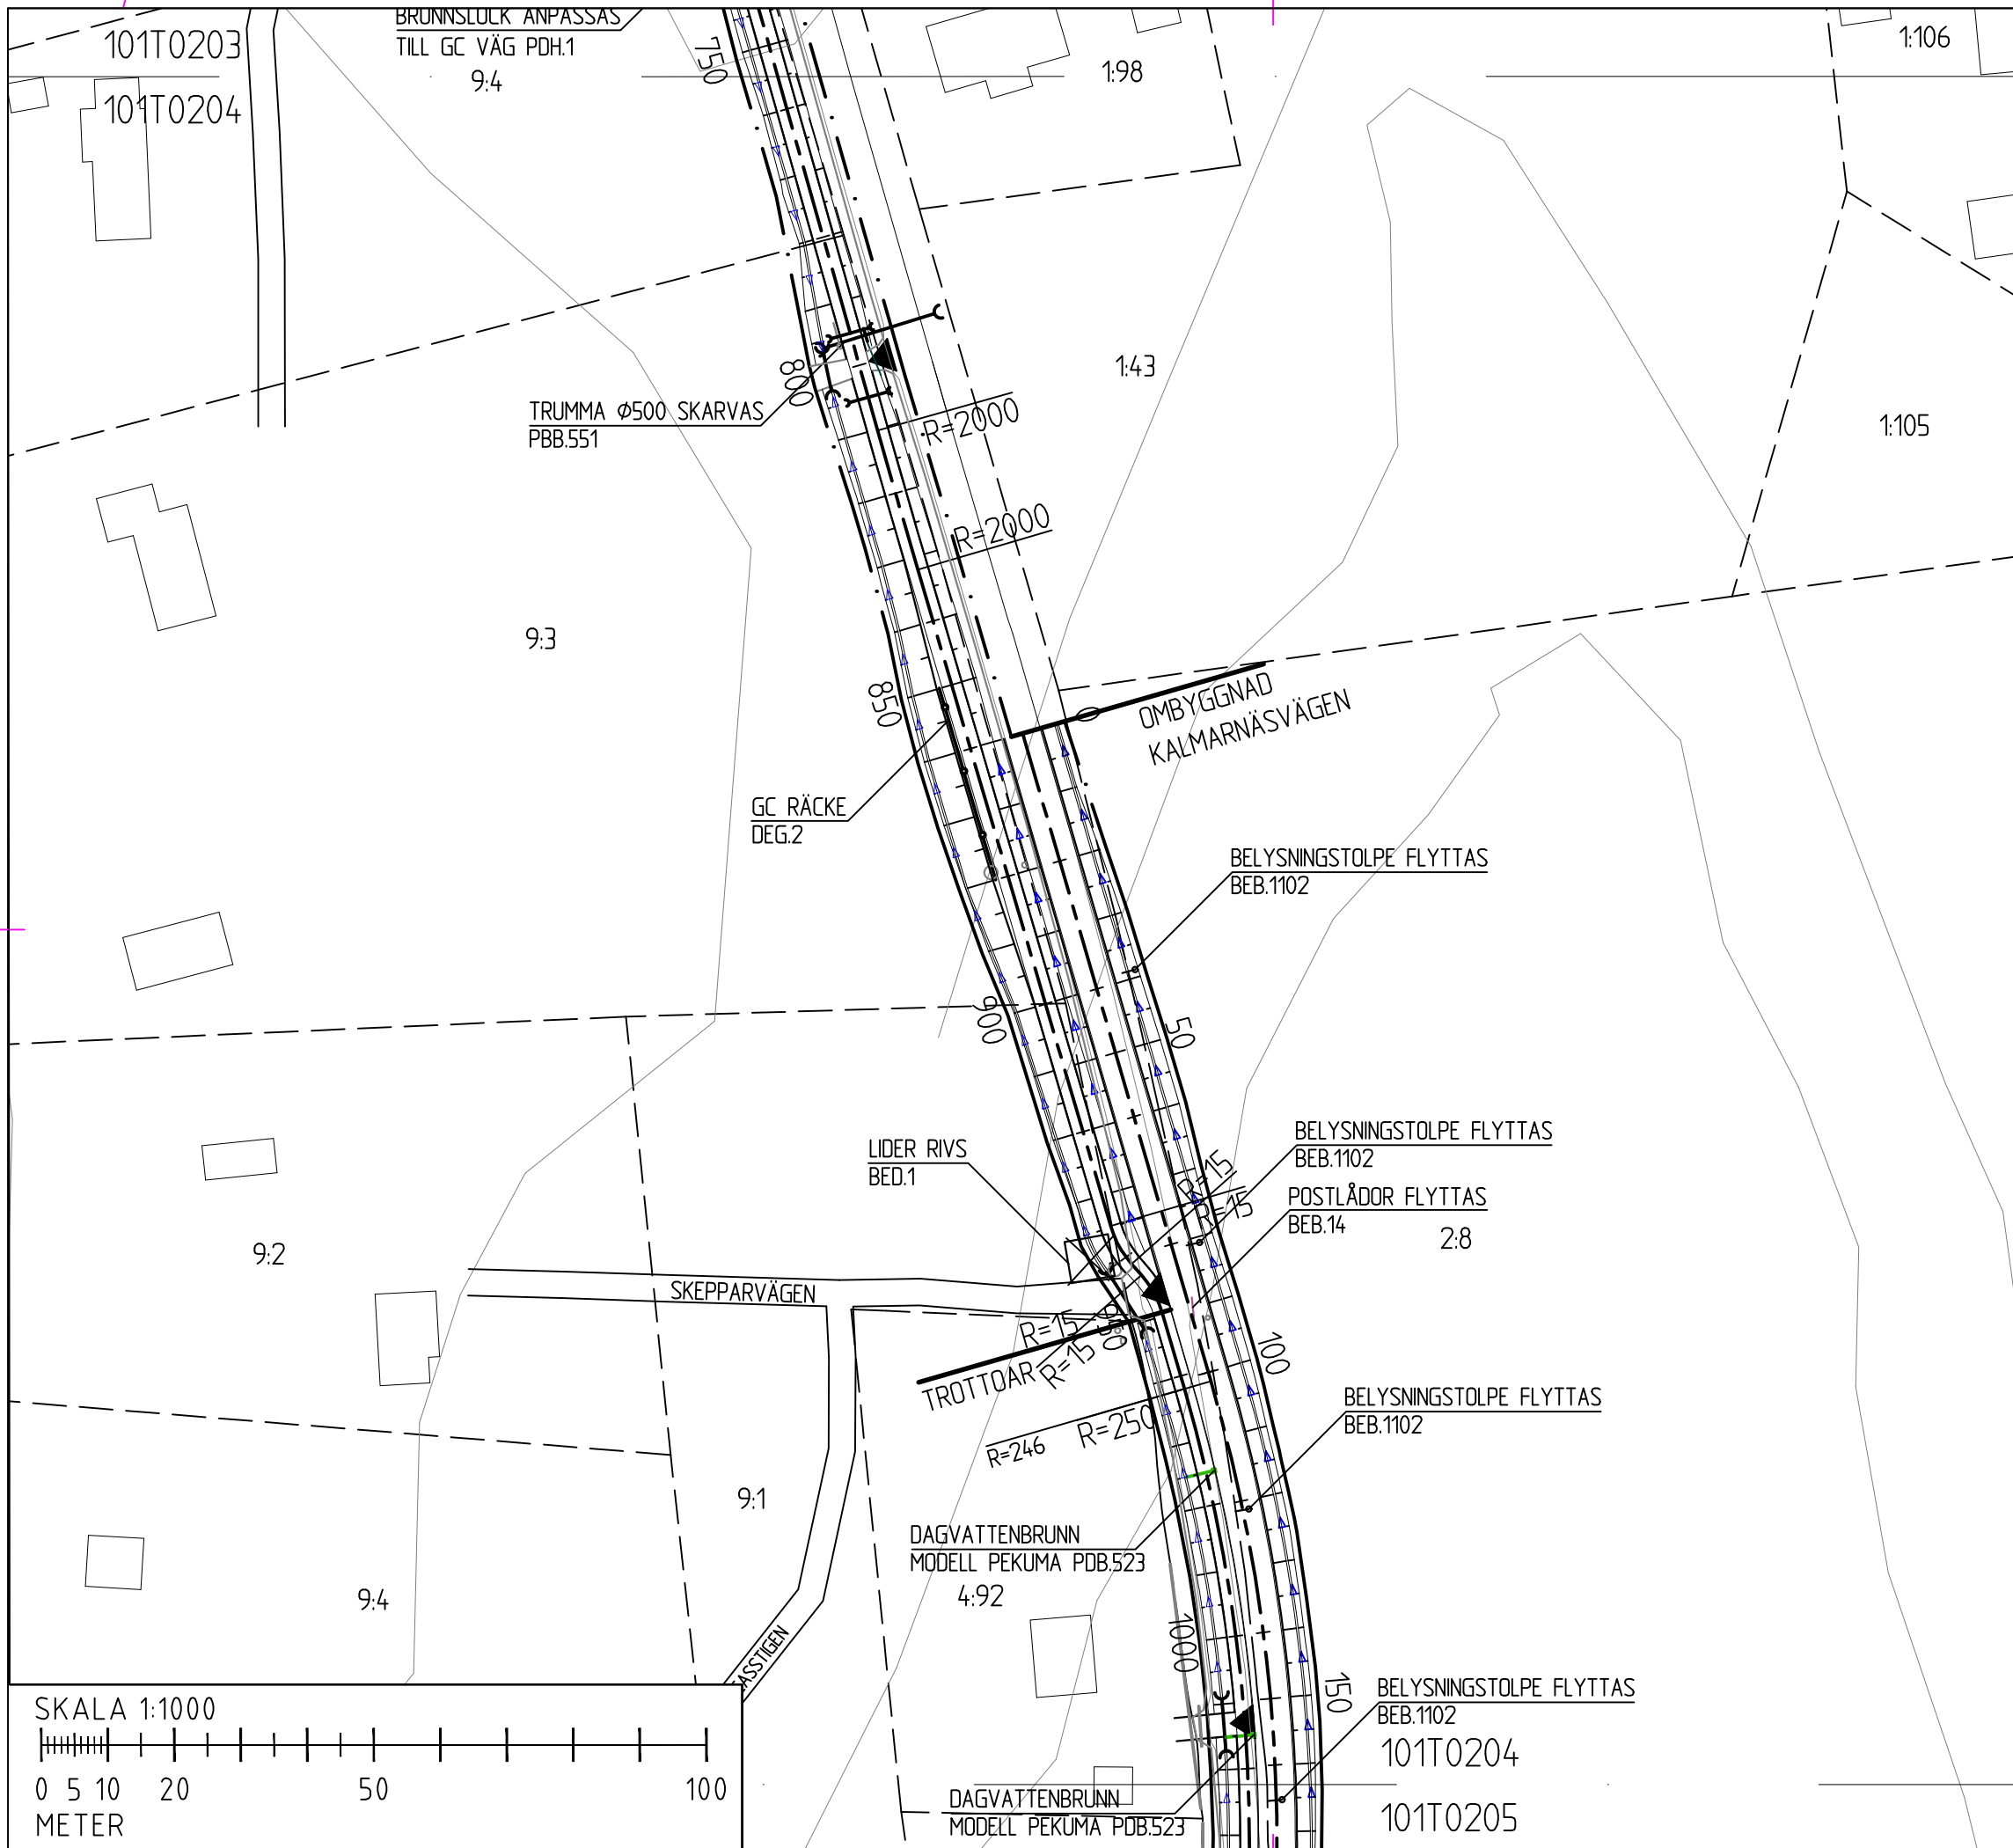 101T0203
101T0204
BRUNNSLOCK ANPASSAS
TILL GC VÄG PDH.1
9:4
750
1:98
1:106
800
1:43
1:105
TRUMMA Ø500 SKARVAS
PBB.551
R=2000
R=2000
9:3
850
0
OMBYGGNAD
KALMARNÄSVÄGEN
GC RÄCKE
DEG.2
BELYSNINGSTOLPE FLYTTAS
BEB.1102
900
50
LIDER RIVS
BED.1
BELYSNINGSTOLPE FLYTTAS
BEB.1102
R=15
R=15
POSTLÅDOR FLYTTAS
BEB.14
2:8
9:2
SKEPPARVÄGEN
R=15
950
R=15
TROTTOAR
100
R=250
R=246
BELYSNINGSTOLPE FLYTTAS
BEB.1102
9:1
DAGVATTENBRUNN
MODELL PEKUMA PDB.523
4:92
9:4
1000
150
BELYSNINGSTOLPE FLYTTAS
BEB.1102
101T0204
101T0205
DAGVATTENBRUNN
MODELL PEKUMA PDB.523
SKALA 1:1000
0 5 10 20 50 100
METER